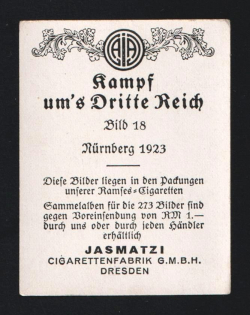 AJA
Kampf
um's Dritte Reich
Bild 18
Nürnberg 1923
Diese Bilder liegen in den Packungen
unserer Ramses-Cigaretten
Sammelalben für die 273 Bilder sind
gegen Voreinsendung von RM 1.—
durch uns oder durch jeden Händler
erhältlich
JASMATZI
CIGARETTENFABRIK G.M.B.H.
DRESDEN